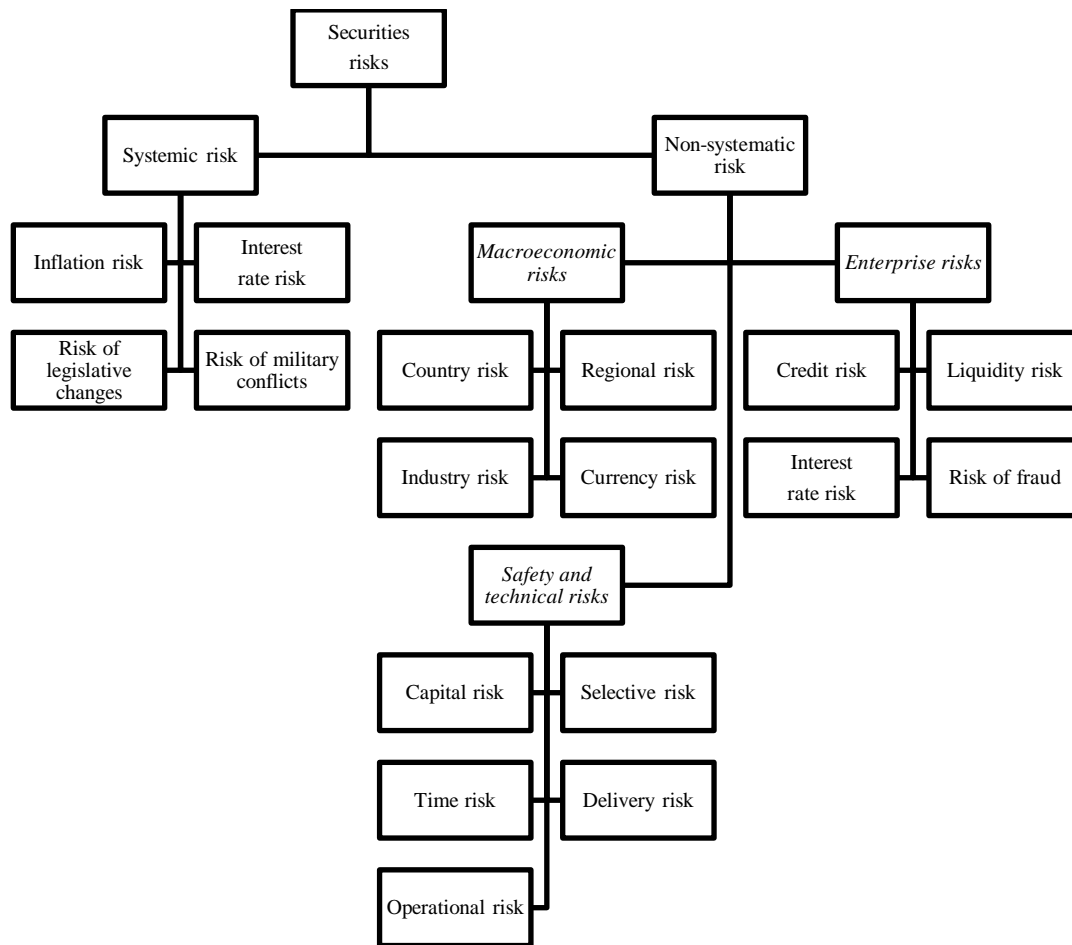 Securities
risks
Systemic risk
Non-systematic
risk
Inflation risk
Interest
rate risk
Macroeconomic
risks
Enterprise risks
Risk of
legislative
changes
Risk of military
conflicts
Country risk
Regional risk
Credit risk
Liquidity risk
Industry risk
Currency risk
Interest
rate risk
Risk of fraud
Safety and
technical risks
Capital risk
Selective risk
Time risk
Delivery risk
Operational risk